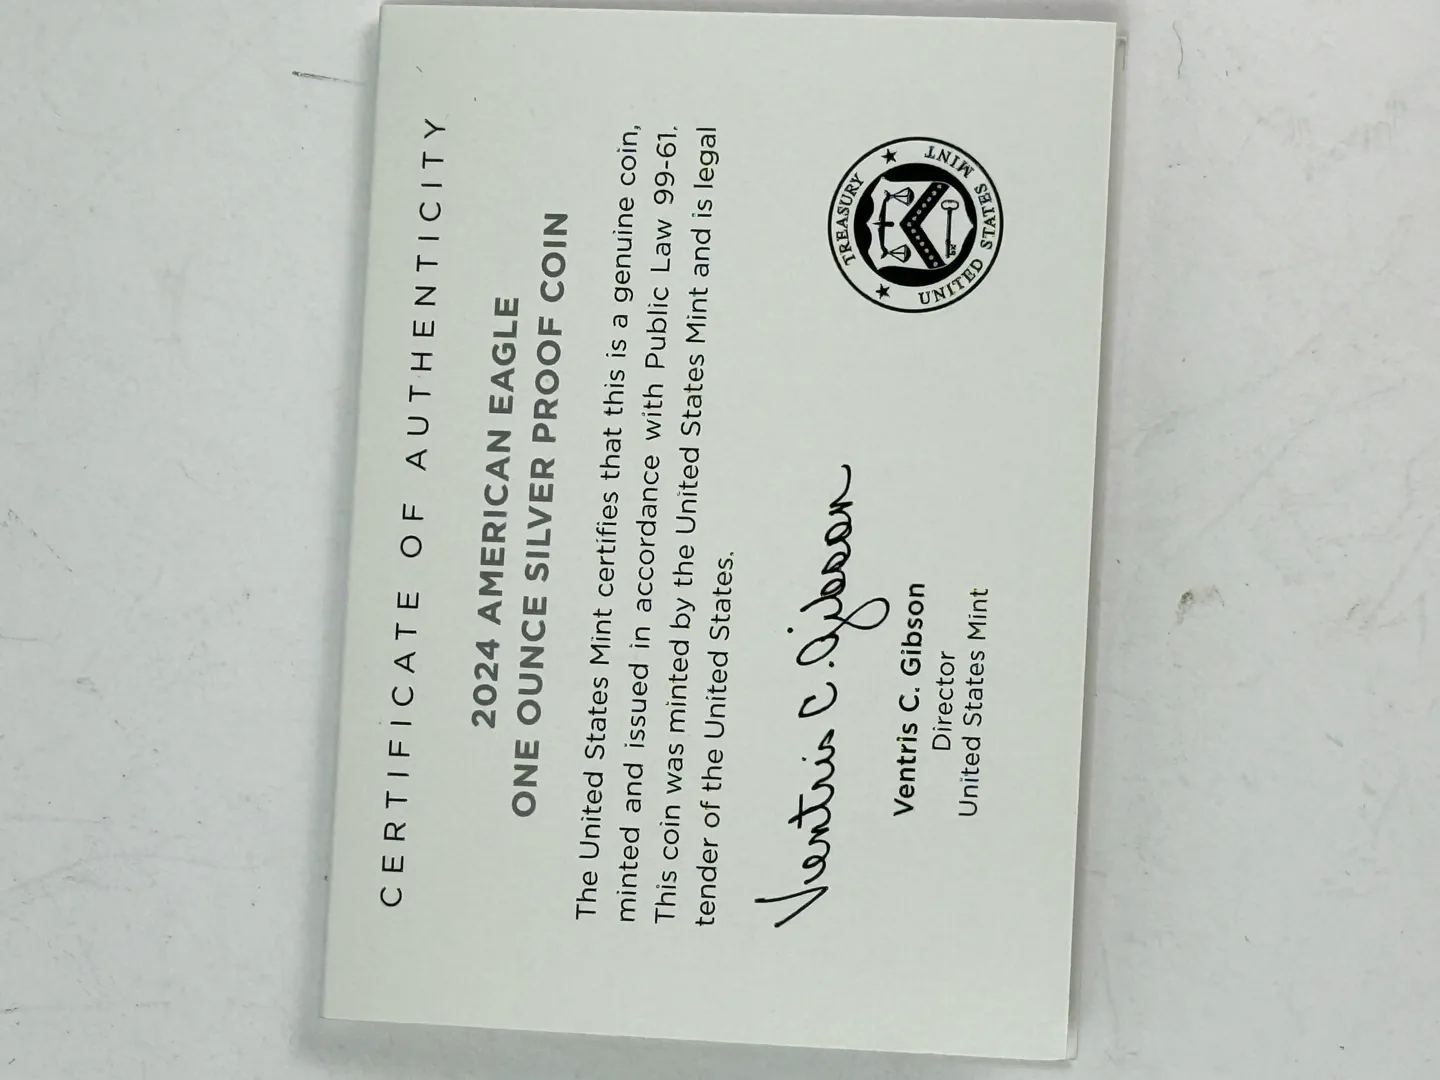 CERTIFICATE OF AUTHENTICITY
2024 AMERICAN EAGLE
ONE OUNCE SILVER PROOF COIN
The United States Mint certifies that this is a genuine coin,
minted and issued in accordance with Public Law 99-61.
This coin was minted by the United States Mint and is legal
tender of the United States.
Ventris C. Gibson
Ventris C. Gibson
Director
United States Mint
TREASURY
UNITED STATES MINT